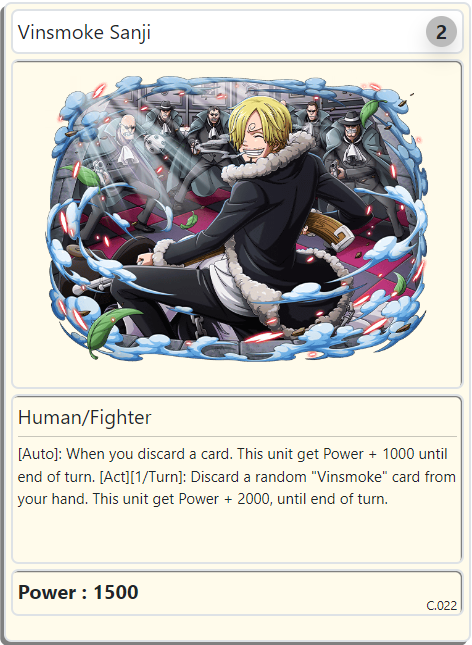 Vinsmoke Sanji
2
Human/Fighter
[Auto]: When you discard a card. This unit get Power + 1000 until
end of turn. [Act][1/Turn]: Discard a random "Vinsmoke" card from
your hand. This unit get Power + 2000, until end of turn.
Power : 1500
C.022